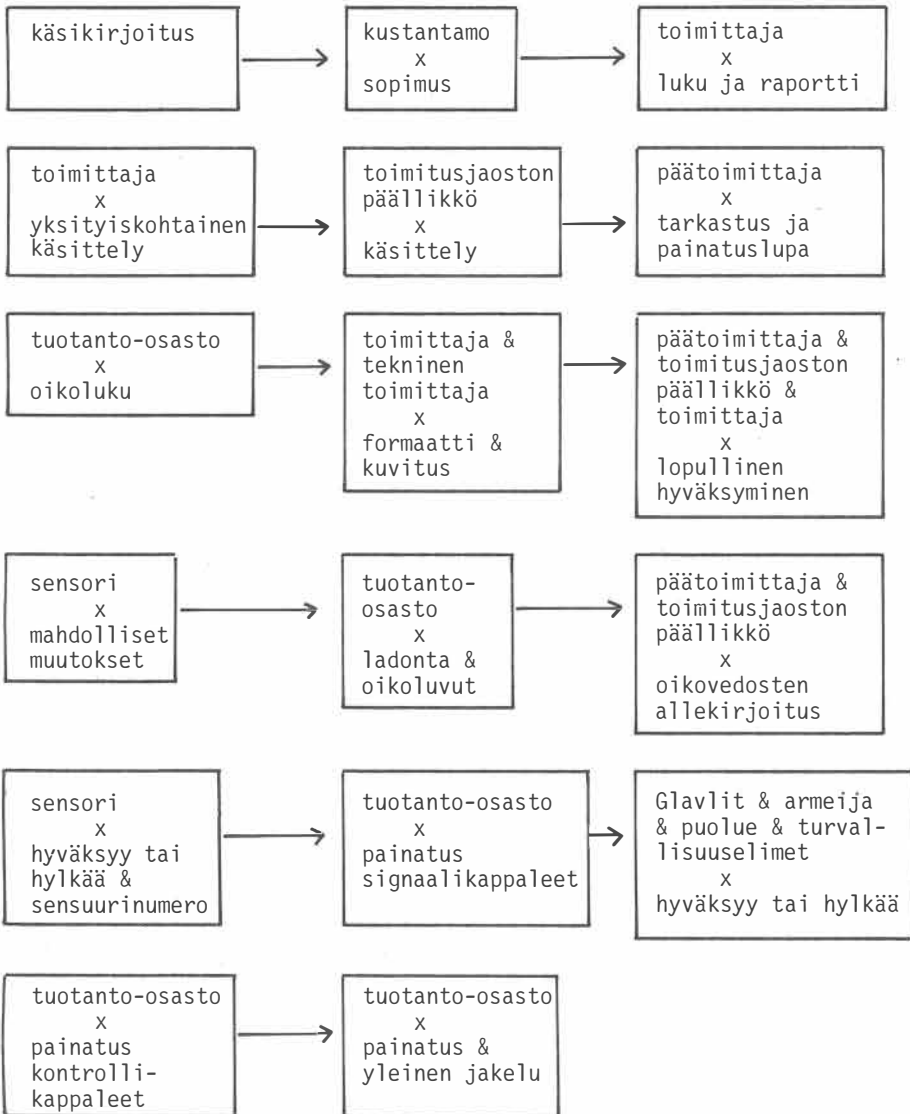 käsikirjoitus
kustantamo
x
sopimus
toimittaja
x
luku ja raportti
toimittaja
x
yksityiskohtainen
käsittely
toimitusjaoston
päällikkö
x
käsittely
päätoimittaja
x
tarkastus ja
painatuslupa
tuotanto-osasto
x
oikoluku
toimittaja &
tekninen
toimittaja
x
formaatti &
kuvitus
päätoimittaja &
toimitusjaoston
päällikkö &
toimittaja
x
lopullinen
hyväksyminen
sensori
x
mahdolliset
muutokset
tuotanto-
osasto
x
ladonta &
oikoluvut
päätoimittaja &
toimitusjaoston
päällikkö
x
oikovedosten
allekirjoitus
sensori
x
hyväksyy tai
hylkää &
sensuurinumero
tuotanto-osasto
x
painatus
signaalikappaleet
Glavlit & armeija
& puolue & turval-
lisuuselimet
x
hyväksyy tai hylkää
tuotanto-osasto
x
painatus
kontrolli-
kappaleet
tuotanto-osasto
x
painatus &
yleinen jakelu